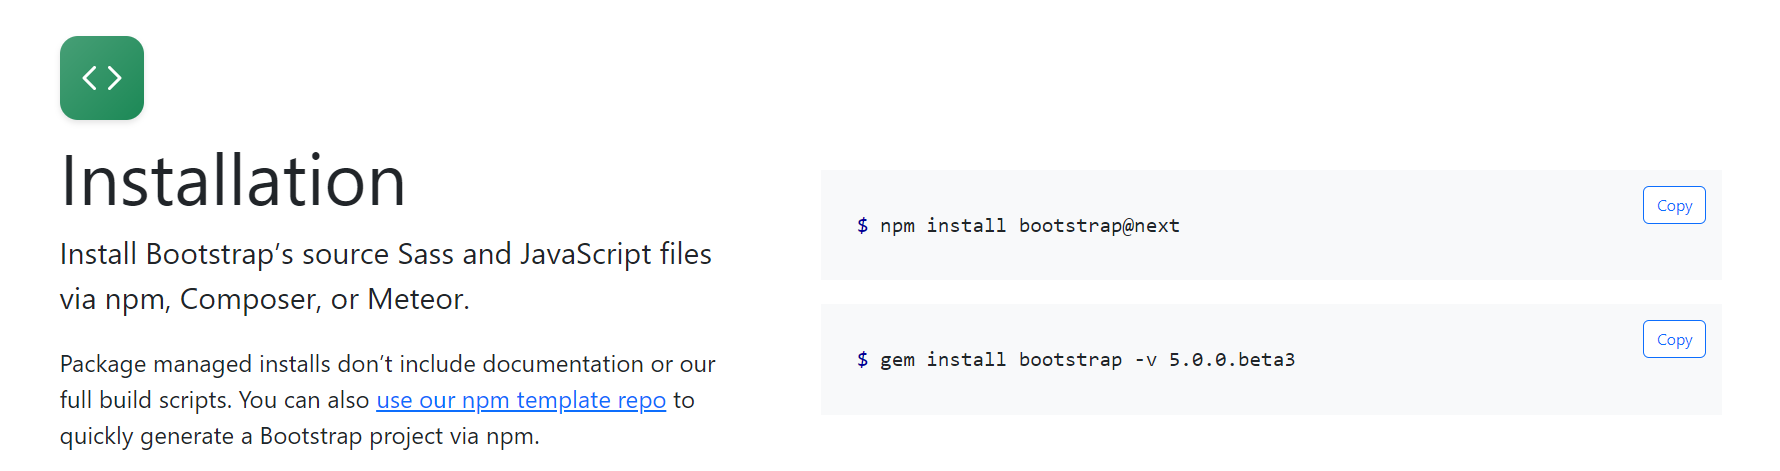 Installation
Install Bootstrap’s source Sass and JavaScript files
via npm, Composer, or Meteor.
Package managed installs don’t include documentation or our
full build scripts. You can also use our npm template repo to
quickly generate a Bootstrap project via npm.
$ npm install bootstrap@next
Copy
$ gem install bootstrap -v 5.0.0.beta3
Copy